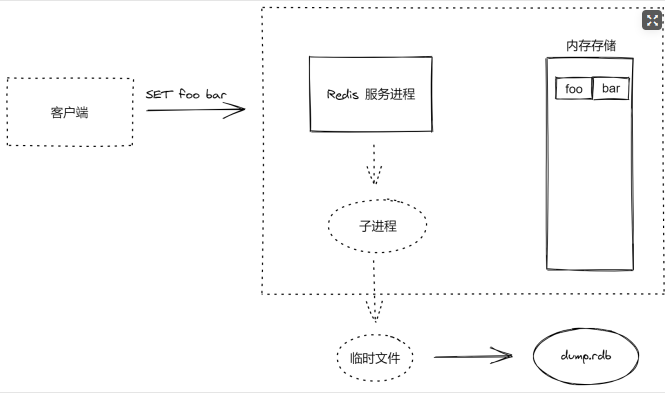 内存存储
SET foo bar
客户端
Redis 服务进程
foo
bar
子进程
临时文件
dump.rdb